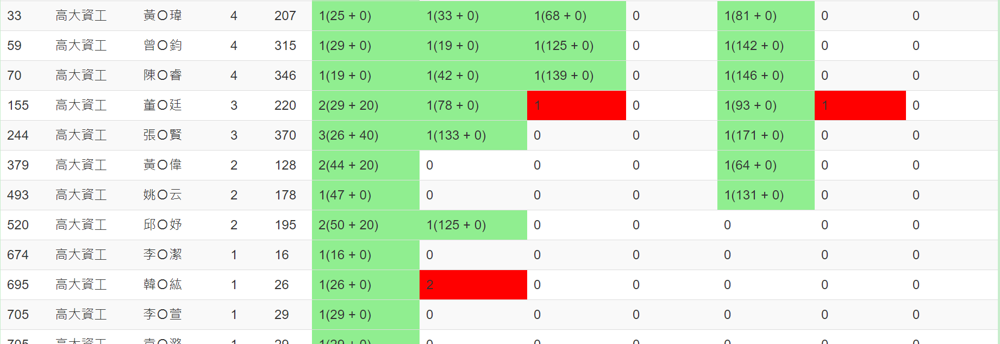 33 高大資工 黃〇瑋 4 207 1(25 + 0) 1(33 + 0) 1(68 + 0) 0 1(81 + 0) 0 0
59 高大資工 曾〇鈞 4 315 1(29 + 0) 1(19 + 0) 1(125 + 0) 0 1(142 + 0) 0 0
70 高大資工 陳〇睿 4 346 1(19 + 0) 1(42 + 0) 1(139 + 0) 0 1(146 + 0) 0 0
155 高大資工 董〇廷 3 220 2(29 + 20) 1(78 + 0) 1 0 1(93 + 0) 1 0
244 高大資工 張〇賢 3 370 3(26 + 40) 1(133 + 0) 0 0 1(171 + 0) 0 0
379 高大資工 黃〇偉 2 128 2(44 + 20) 0 0 0 1(64 + 0) 0 0
493 高大資工 姚〇云 2 178 1(47 + 0) 0 0 0 1(131 + 0) 0 0
520 高大資工 邱〇妤 2 195 2(50 + 20) 1(125 + 0) 0 0 0 0 0
674 高大資工 李〇潔 1 16 1(16 + 0) 0 0 0 0 0 0
695 高大資工 韓〇紘 1 26 1(26 + 0) 2 0 0 0 0 0
705 高大資工 李〇萱 1 29 1(29 + 0) 0 0 0 0 0 0
705 高大資工 1 29 1(29 + 0) 0 0 0 0 0 0